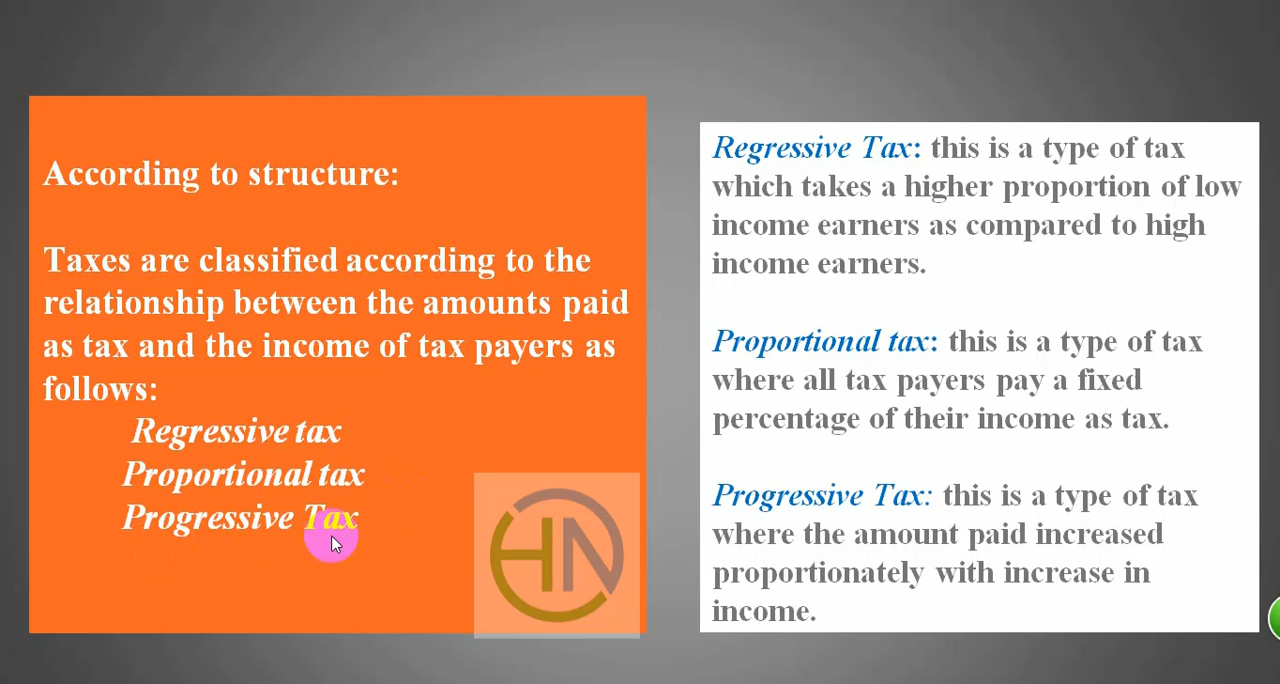 According to structure:
Taxes are classified according to the
relationship between the amounts paid
as tax and the income of tax payers as
follows:
Regressive tax
Proportional tax
Progressive Tax
HN
Regressive Tax: this is a type of tax
which takes a higher proportion of low
income earners as compared to high
income earners.
Proportional tax: this is a type of tax
where all tax payers pay a fixed
percentage of their income as tax.
Progressive Tax: this is a type of tax
where the amount paid increased
proportionately with increase in
income.